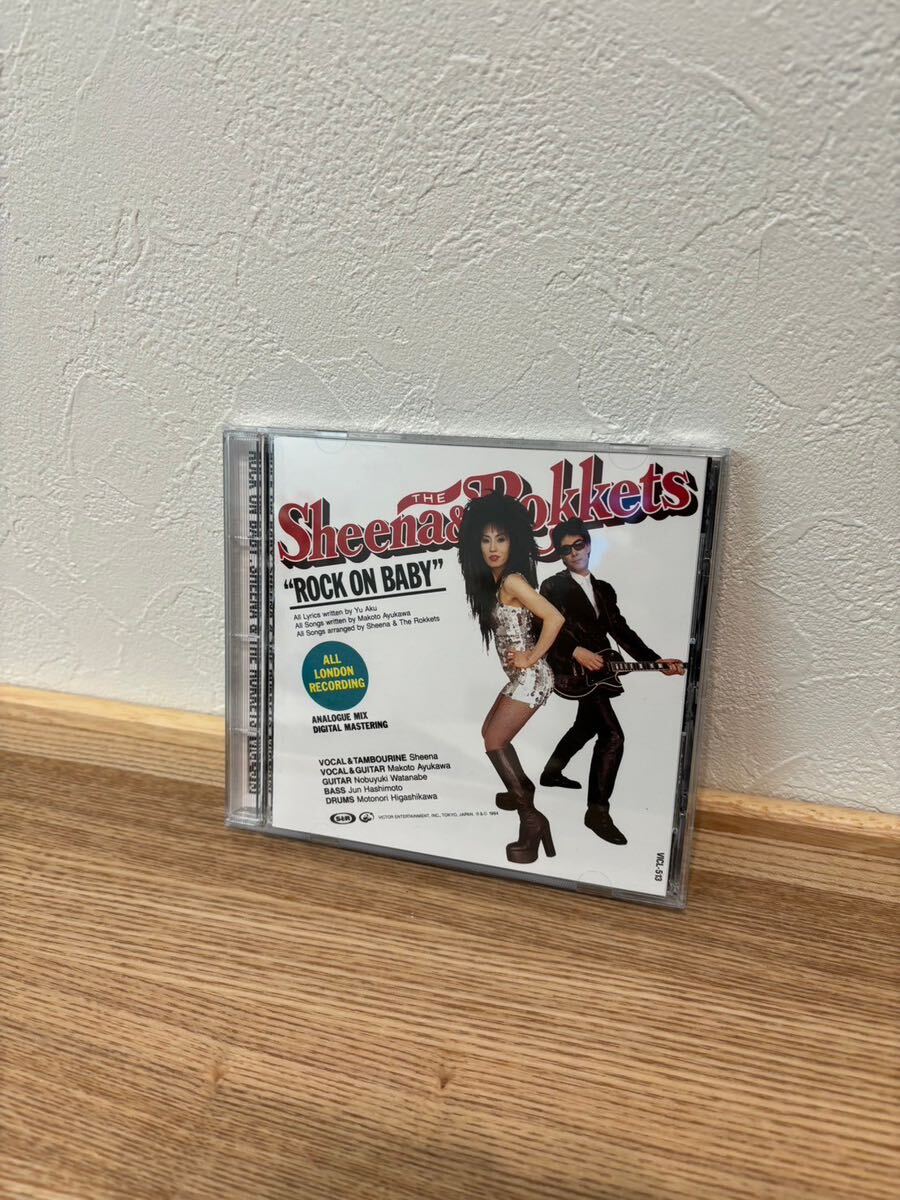 THE
Sheena & Rokkets
“ROCK ON BABY”
All Lyrics written by Yu Aku
All Songs written by Makoto Ayukawa
All Songs arranged by Sheena & The Rokkets
ALL
LONDON
RECORDING
ANALOGUE MIX
DIGITAL MASTERING
VOCAL & TAMBOURINE Sheena
VOCAL & GUITAR Makoto Ayukawa
GUITAR Nobuyuki Watanabe
BASS Jun Hashimoto
DRUMS Motonori Higashikawa
S&R
VICTOR ENTERTAINMENT, INC., TOKYO, JAPAN. ℗ & © 1994
VICL-513